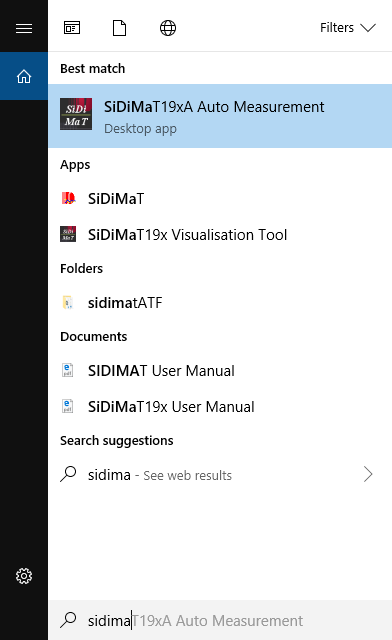 Filters
Best match
SiDi
MaT
SiDiMaT19xA Auto Measurement
Desktop app
Apps
SiDiMaT
SiDiMaT19x Visualisation Tool
Folders
sidimatATF
Documents
SIDIMAT User Manual
SiDiMaT19x User Manual
Search suggestions
sidima - See web results
sidimaT19xA Auto Measurement